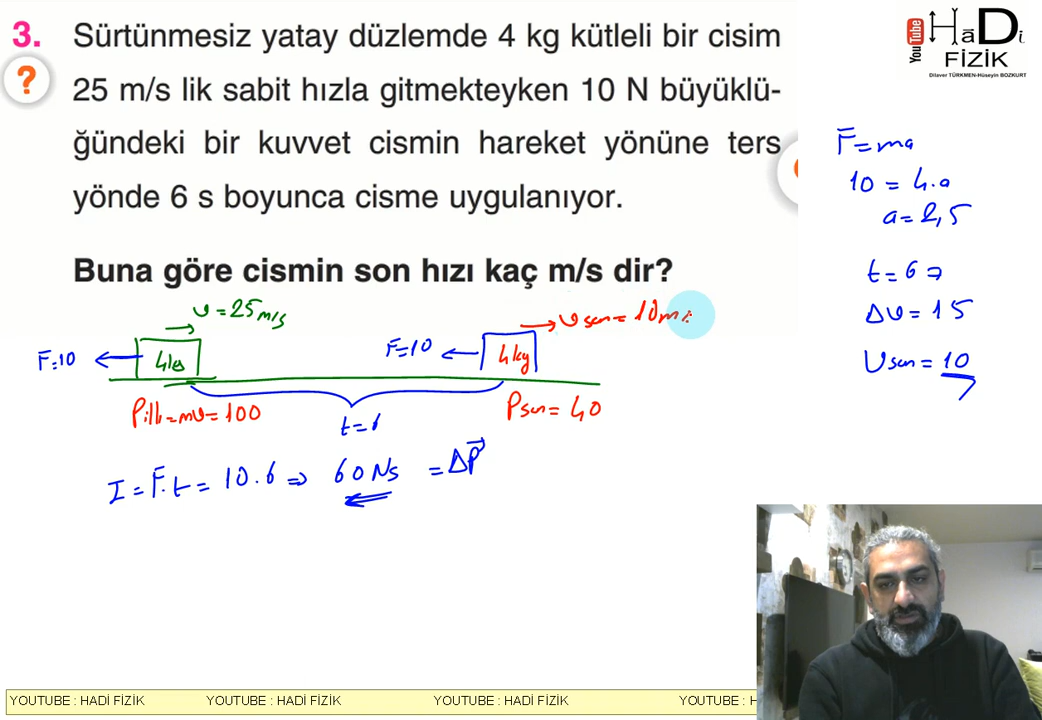 3.
?
Sürtünmesiz yatay düzlemde 4 kg kütleli bir cisim
25 m/s lik sabit hızla gitmekteyken 10 N büyüklü-
ğündeki bir kuvvet cismin hareket yönüne ters
yönde 6 s boyunca cisme uygulanıyor.
Buna göre cismin son hızı kaç m/s dir?
YouTube
HâDi
FİZİK
Dilaver TÜRKMEN-Hüseyin BOZKURT
F=ma
10 = 4.a
a=2,5
t=6⇒
ΔU=15
Uson=10
υ=25m/s
F=10
4kg
Pilk=mυ=100
t=6
F=10
4kg
υson=10m
Pson=40
I=F.t=10.6⇒ 60Ns =ΔP
YOUTUBE : HADİ FİZİK
YOUTUBE : HADİ FİZİK
YOUTUBE : HADİ FİZİK
YOUTUBE : H